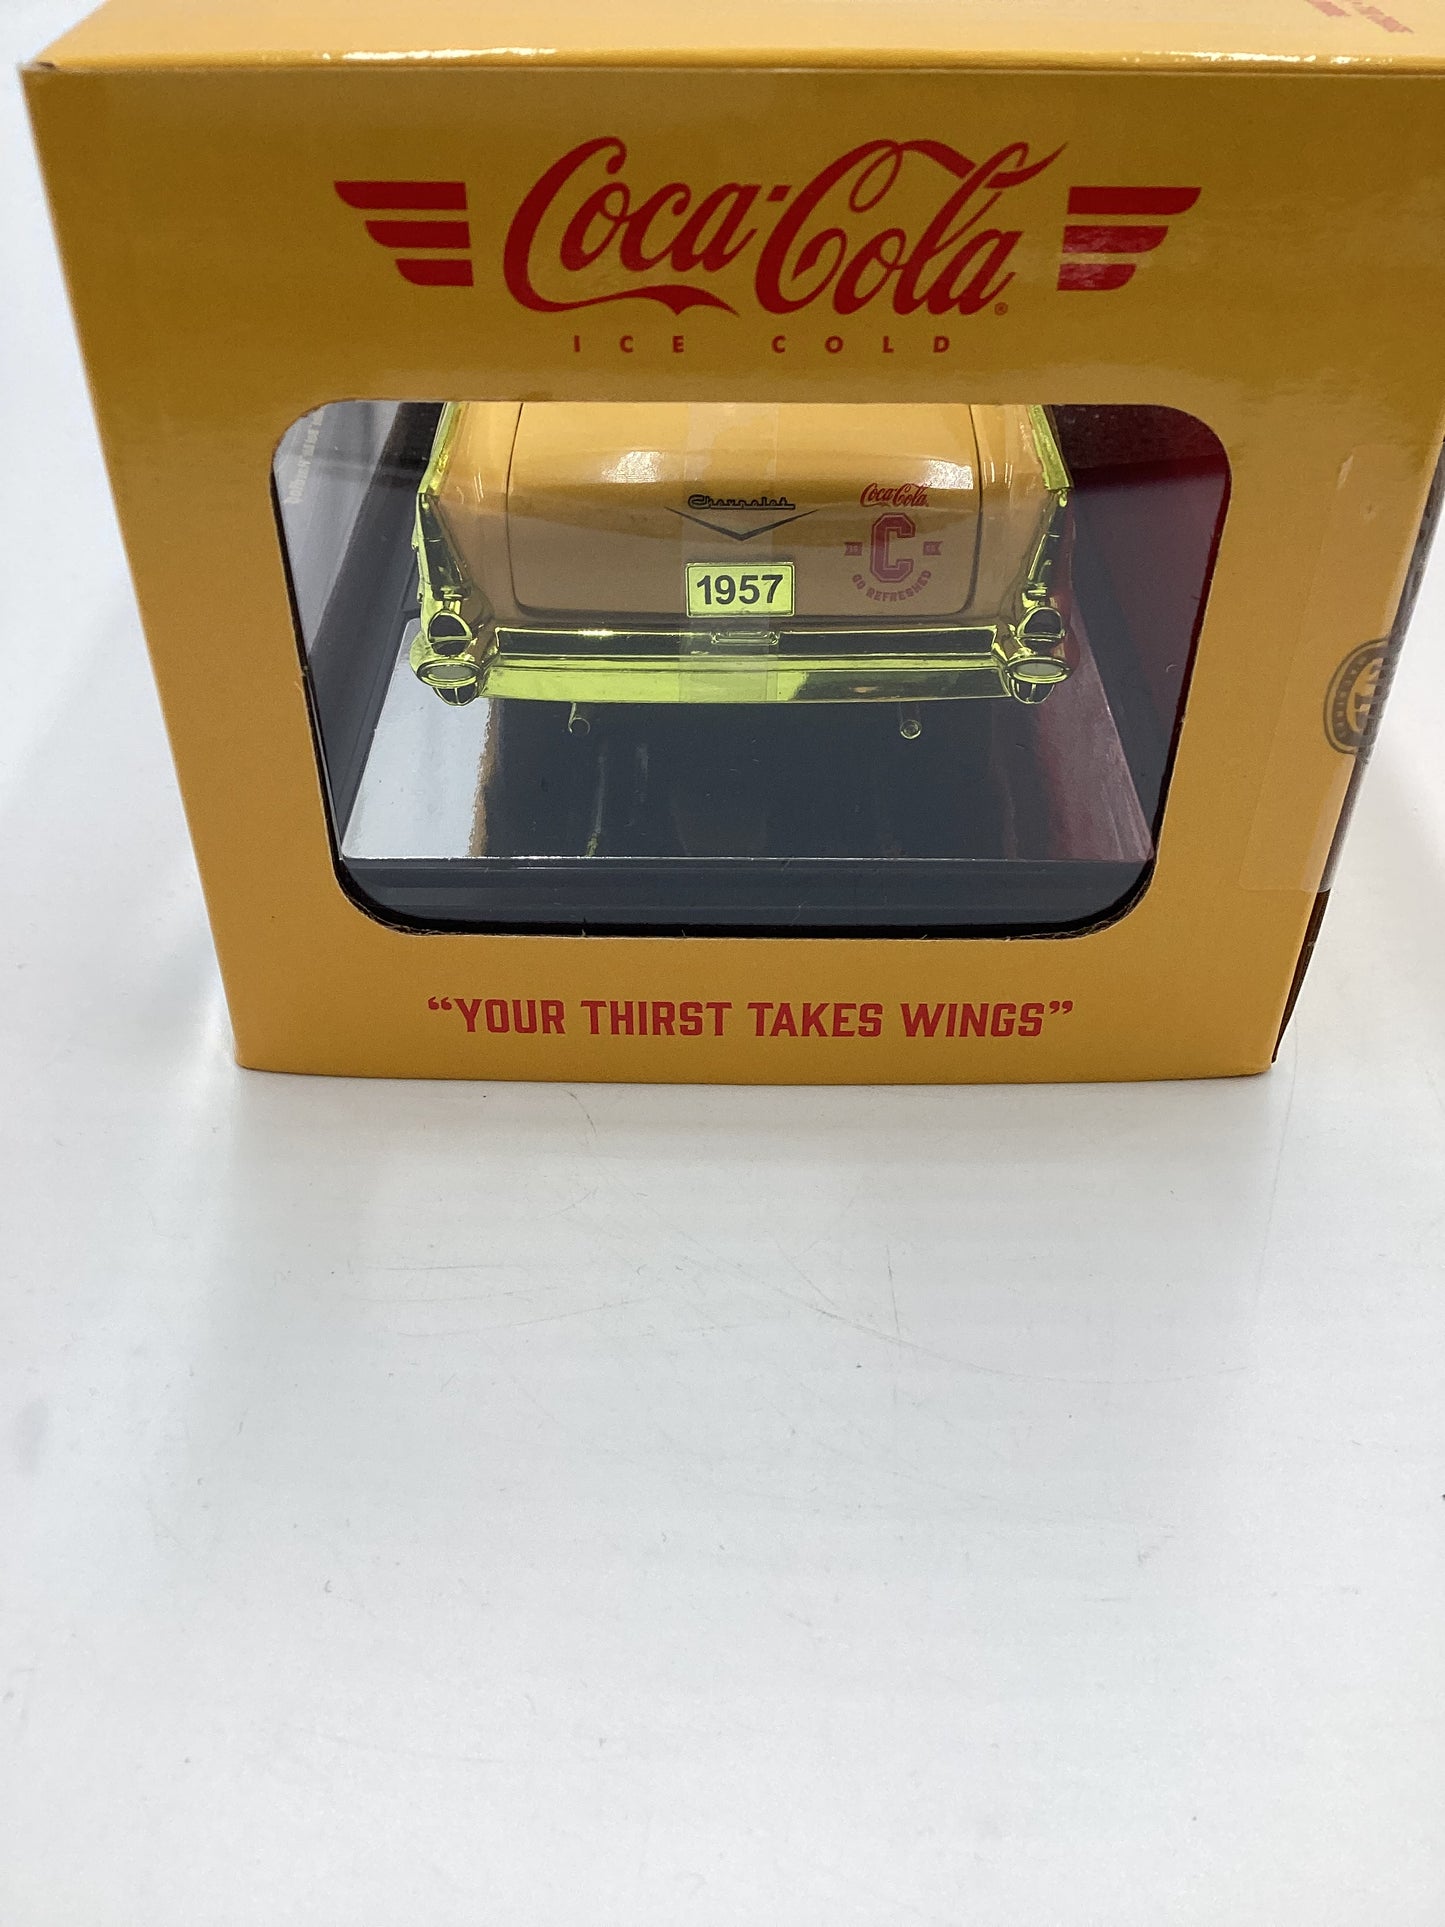 Coca-Cola®
ICE COLD
Chevrolet
Coca-Cola
C
GO REFRESHED
1957
“YOUR THIRST TAKES WINGS”